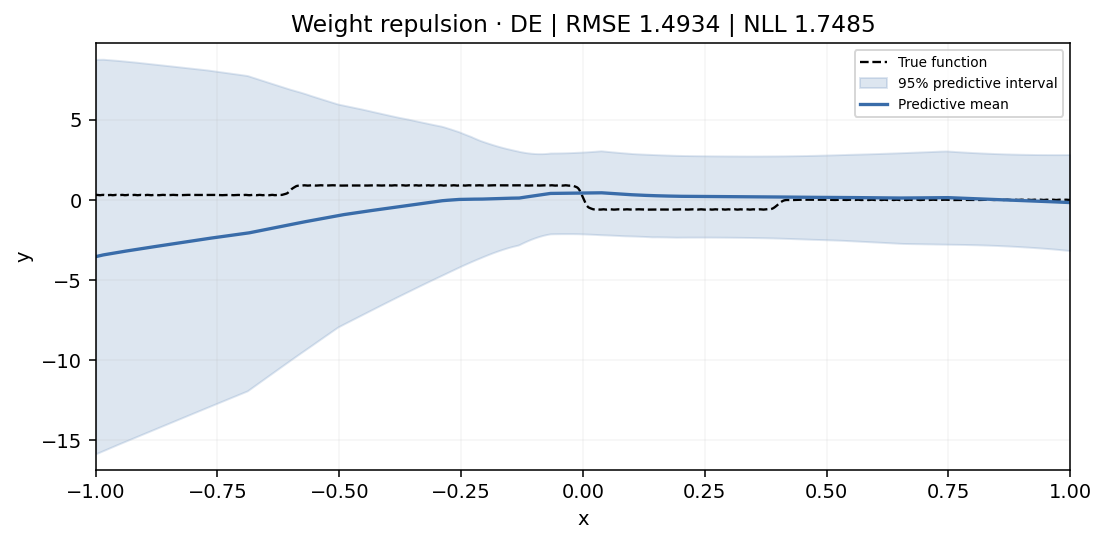 Weight repulsion · DE | RMSE 1.4934 | NLL 1.7485
True function
95% predictive interval
Predictive mean
y
5
0
−5
−10
−15
−1.00 −0.75 −0.50 −0.25 0.00 0.25 0.50 0.75 1.00
x